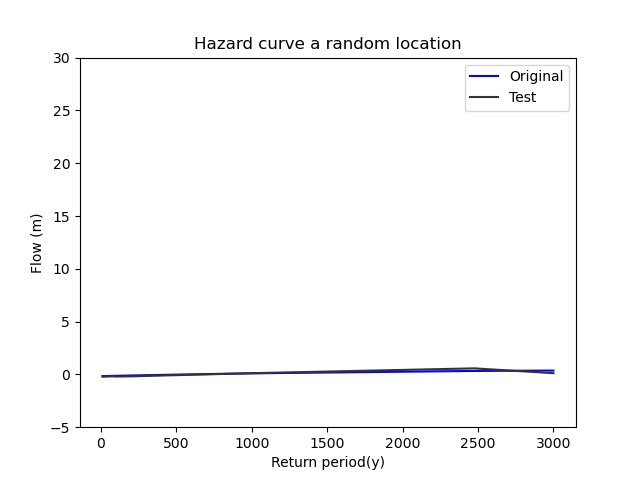 Hazard curve a random location
Original
Test
30
25
20
15
10
5
0
−5
Flow (m)
0 500 1000 1500 2000 2500 3000
Return period(y)